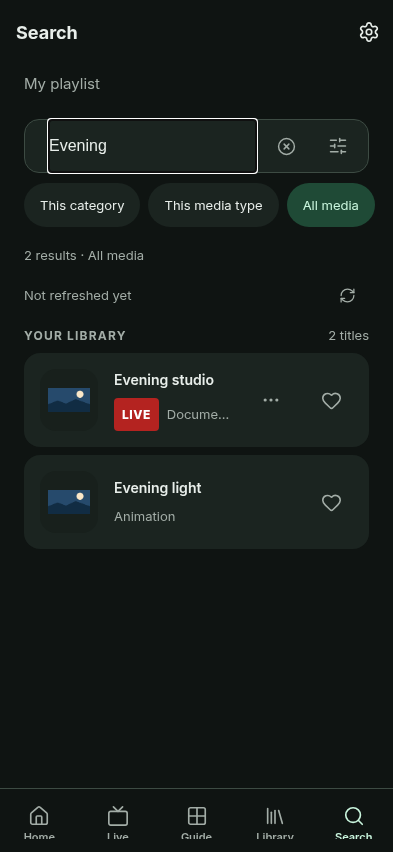 Search
My playlist
Evening
This category This media type All media
2 results · All media
Not refreshed yet
YOUR LIBRARY 2 titles
Evening studio
LIVE Docume...
Evening light
Animation
Home Live Guide Library Search